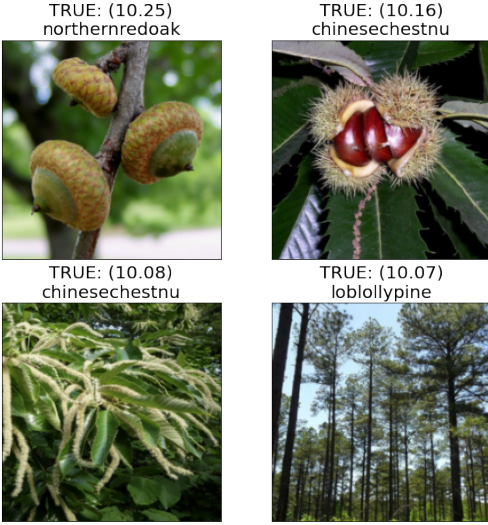 TRUE: (10.25)
northernredoak
TRUE: (10.16)
chinesechestnu
TRUE: (10.08)
chinesechestnu
TRUE: (10.07)
loblollypine